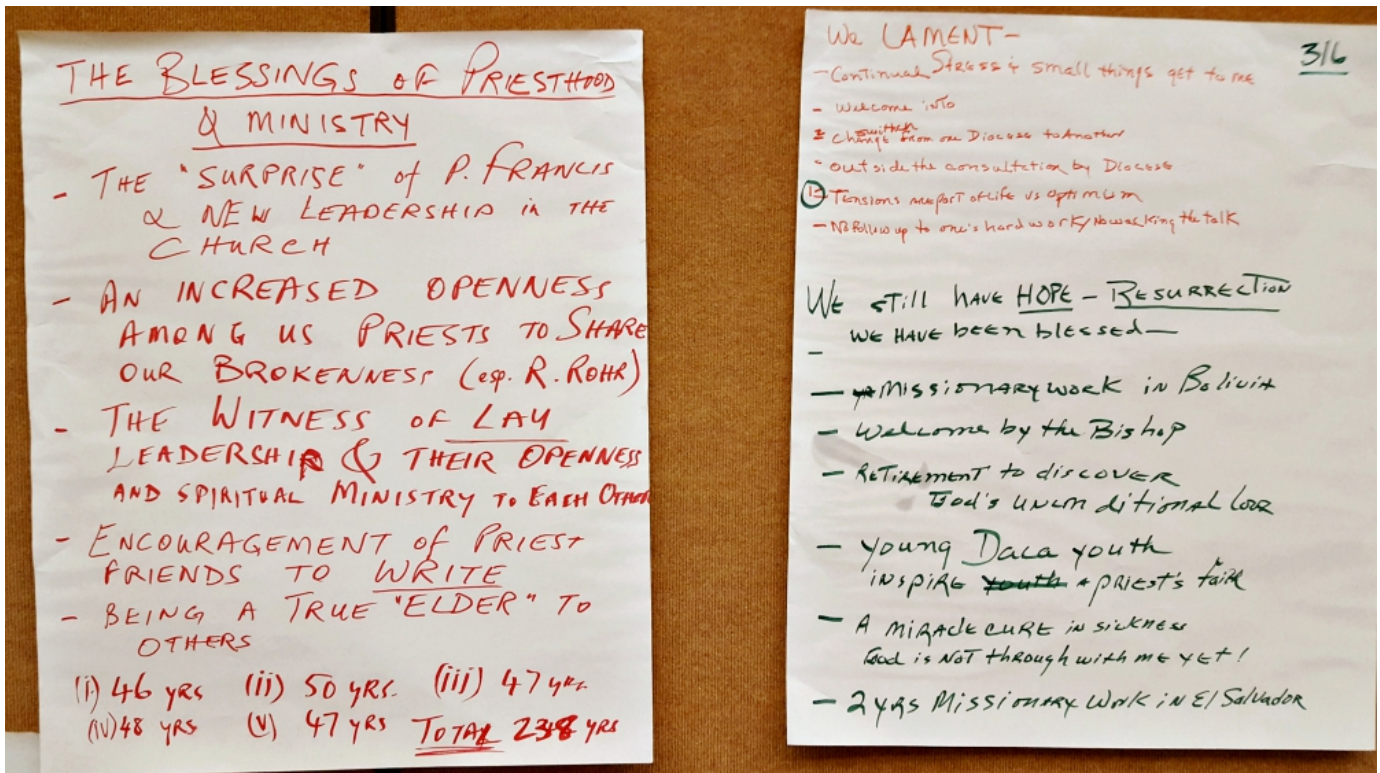 THE BLESSINGS OF PRIESTHOOD
& MINISTRY
- THE "SURPRISE" of P. FRANCIS
& NEW LEADERSHIP in THE
CHURCH
- AN INCREASED OPENNESS
AMONG US PRIESTS TO SHARE
OUR BROKENNESS (esp. R. ROHR)
- THE WITNESS OF LAY
LEADERSHIP & THEIR OPENNESS
AND SPIRITUAL MINISTRY TO EACH OTHER
- ENCOURAGEMENT of PRIEST
FRIENDS TO WRITE
- BEING A TRUE "ELDER" TO
OTHERS
(i) 46 yRS (ii) 50 yRS. (iii) 47 yRS.
(iv) 48 yRS (v) 47 yRS TOTAL 238 yRS
3/6
We LAMENT-
- Continual Stress & small things get to me
- Welcome into
Change from one Diocese to Another
- outside the consultation by Diocese
Tensions are part of Life vs Optimum
- No Follow up to one's hard work/No walking the talk
We still have HOPE - RESURRECTION
we have been blessed—
-
- Missionary work in Bolivia
- Welcome by the Bishop
- Retirement to discover
God's unconditional Love
- young Daca youth
inspire youth a priest's faith
- A miracle cure in sickness
God is not through with me yet!
- 2 yrs Missionary Work in El Salvador